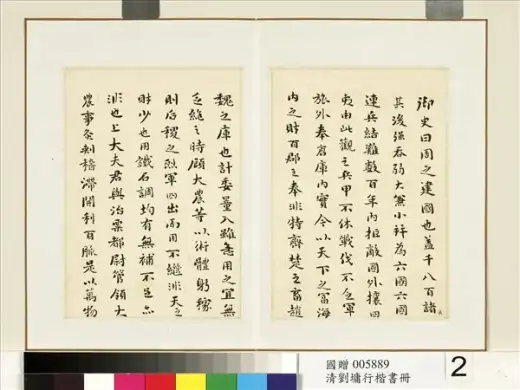 御史曰周之建國也蓋千八百諸
其後强吞弱大兼小并為六國六國
連兵結難數百年內拒敵國外攘四
夷由此觀之兵甲不休戰伐不乏軍
旅外奉倉庫內實今以天下之富海
內之財百郡之奉非特齊楚之畜趙
魏之庫也計委量入雖急用之宜無
乏絕之時顧大農等以術體躬稼
則后稷之烈軍四出而用不繼非天之
財少也用鐵石調均有無補不足亦
非也上大夫君與治粟都尉管領大
農事灸刺稽滯開利百脈是以萬物
國贈 005889
清劉墉行楷書冊
2